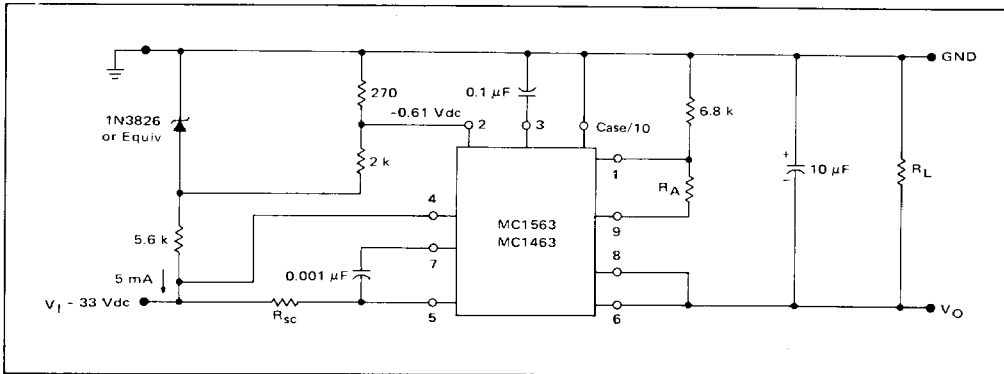 GND
270
0.1 µF
6.8 k
1N3826
or Equiv
-0.61 Vdc
2
3
Case/10
2 k
1
R_A
+
10 µF
–
R_L
4
MC1563
MC1463
9
5.6 k
7
8
5 mA
0.001 µF
V_I - 33 Vdc
R_sc
5
6
V_O